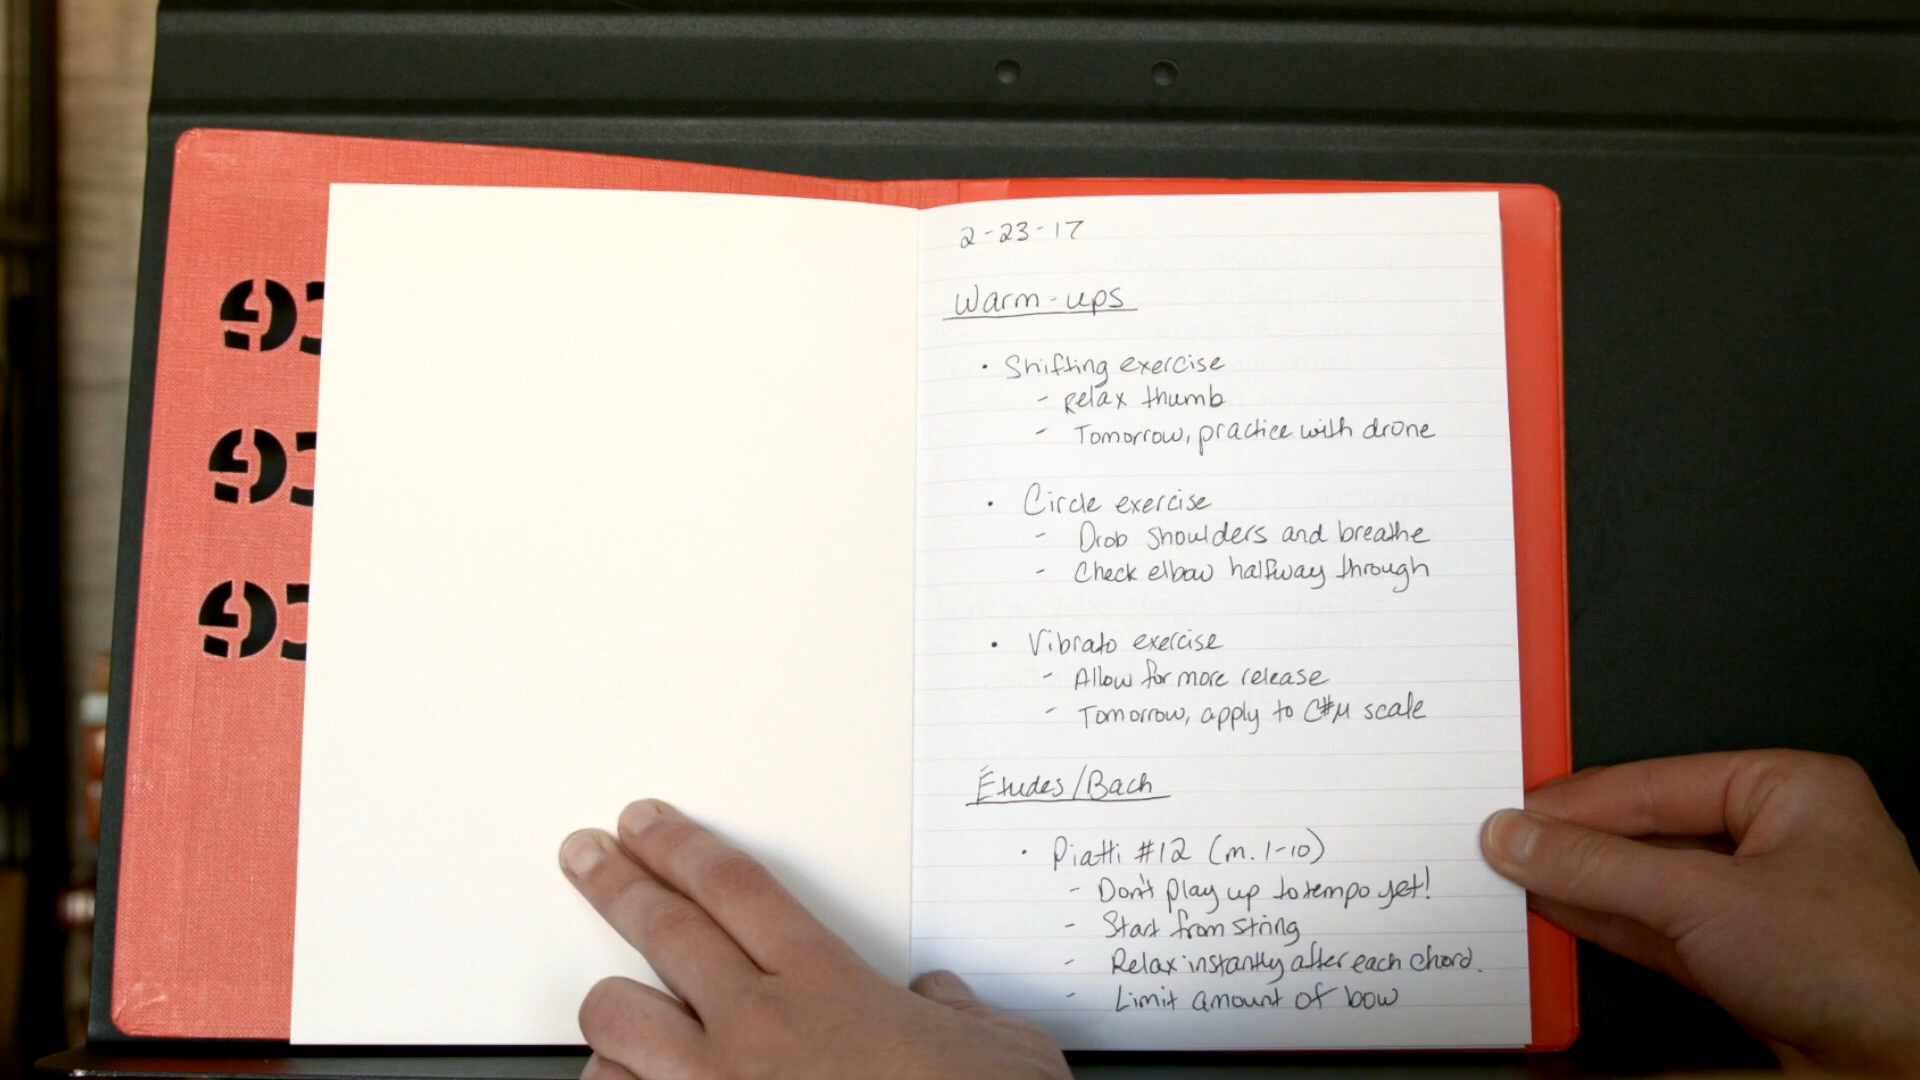 2-23-17
Warm-ups
• Shifting exercise
- Relax thumb
- Tomorrow, practice with drone
• Circle exercise
- Drop shoulders and breathe
- Check elbow halfway through
• Vibrato exercise
- Allow for more release
- Tomorrow, apply to C#M scale
Études/Bach
• Piatti #12 (m. 1-10)
- Don't play up to tempo yet!
- Start from string
- Relax instantly after each chord.
- Limit amount of bow